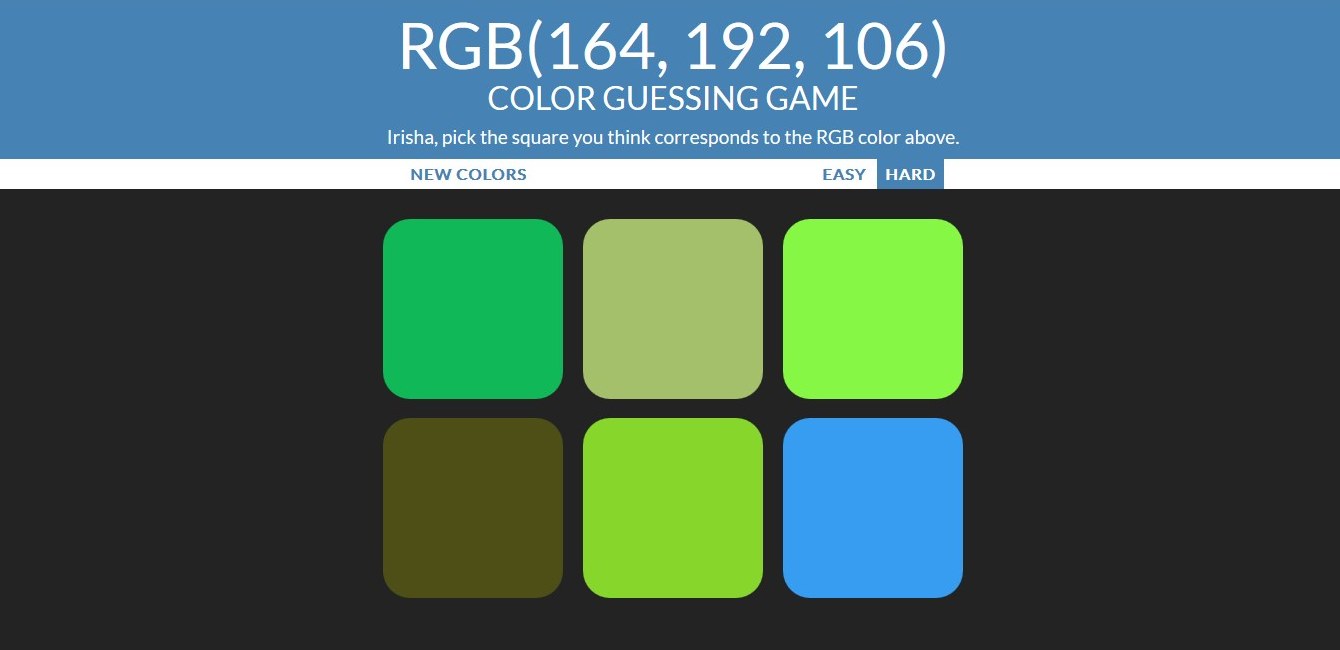 RGB(164, 192, 106)
COLOR GUESSING GAME
Irisha, pick the square you think corresponds to the RGB color above.
NEW COLORS EASY HARD